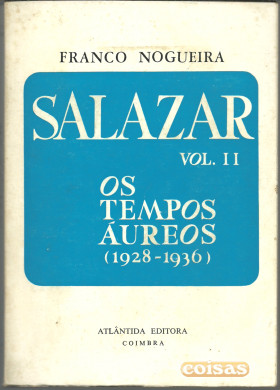 FRANCO NOGUEIRA
SALAZAR
VOL. II
OS
TEMPOS
ÁUREOS
(1928-1936)
ATLÂNTIDA EDITORA
COIMBRA
coisas